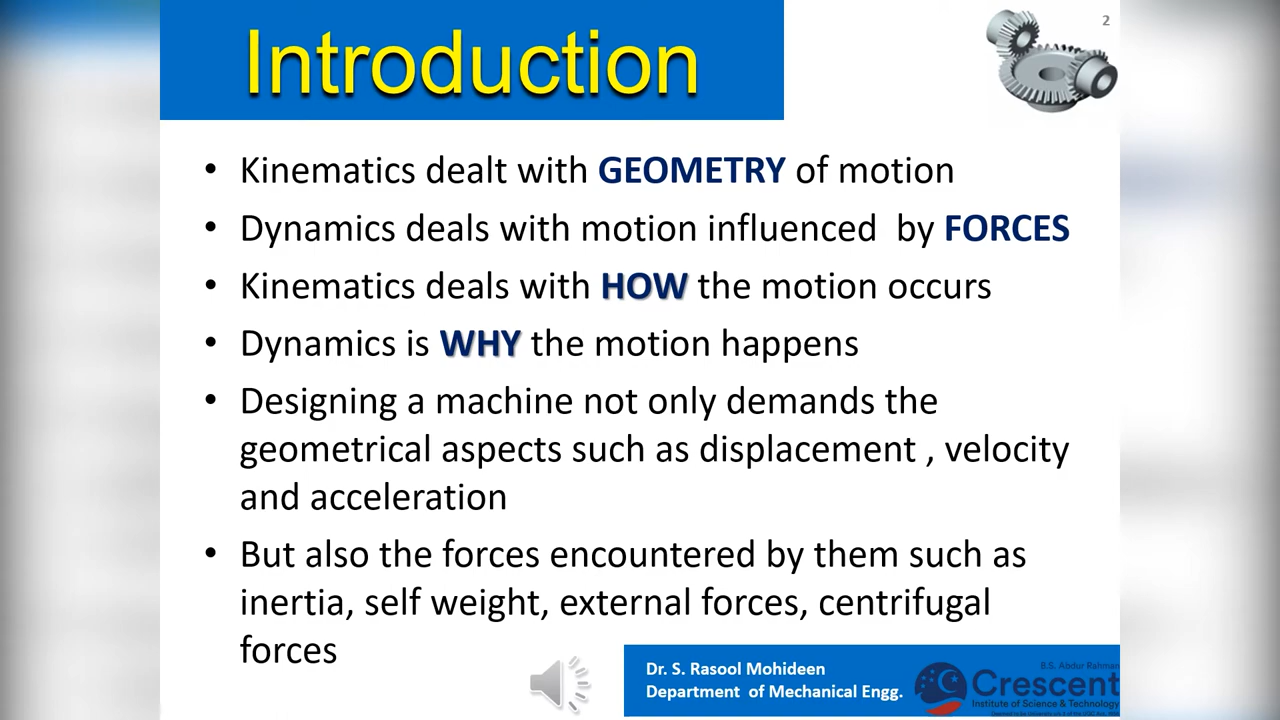 Introduction
2
• Kinematics dealt with GEOMETRY of motion
• Dynamics deals with motion influenced by FORCES
• Kinematics deals with HOW the motion occurs
• Dynamics is WHY the motion happens
• Designing a machine not only demands the
geometrical aspects such as displacement , velocity
and acceleration
• But also the forces encountered by them such as
inertia, self weight, external forces, centrifugal
forces
Dr. S. Rasool Mohideen
Department of Mechanical Engg.
B.S. Abdur Rahman
Crescent
Institute of Science & Technology